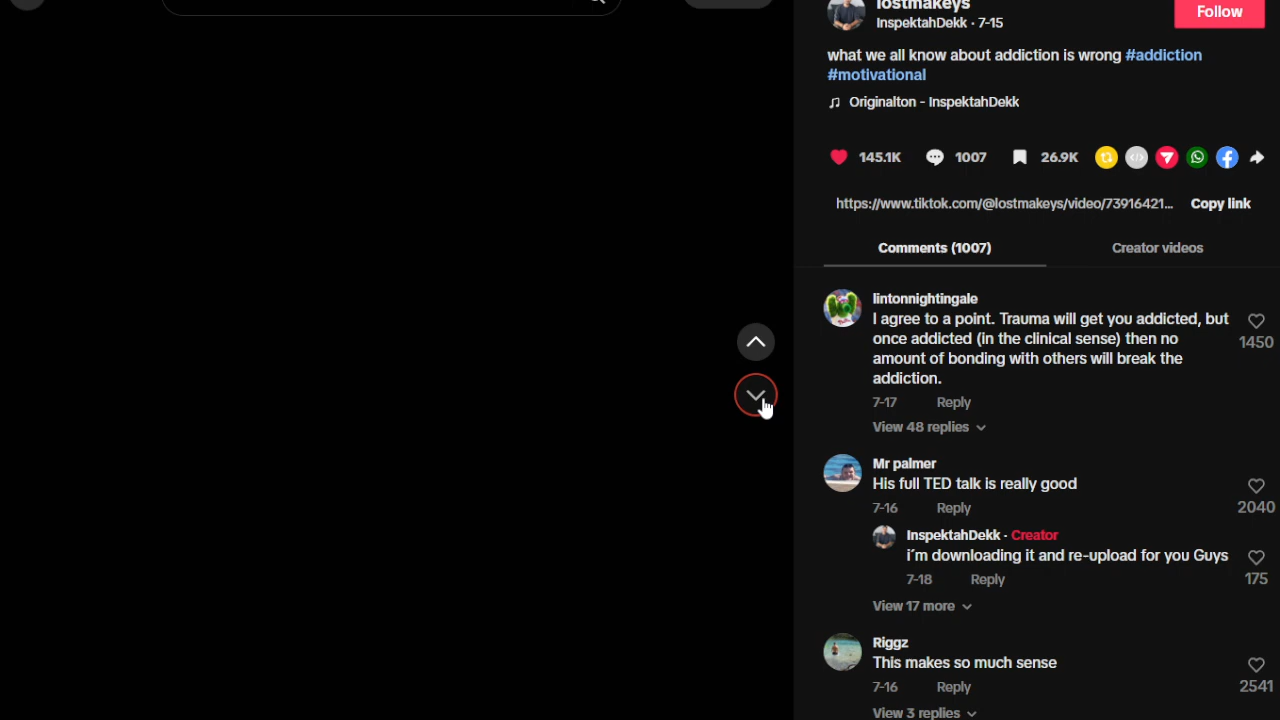 lostmakeys
InspektahDekk · 7-15
Follow
what we all know about addiction is wrong #addiction
#motivational
Originalton - InspektahDekk
145.1K
1007
26.9K
https://www.tiktok.com/@lostmakeys/video/73916421...
Copy link
Comments (1007)
Creator videos
lintonnightingale
I agree to a point. Trauma will get you addicted, but
once addicted (in the clinical sense) then no
amount of bonding with others will break the
addiction.
1450
7-17 Reply
View 48 replies
Mr palmer
His full TED talk is really good
2040
7-16 Reply
InspektahDekk · Creator
i´m downloading it and re-upload for you Guys
175
7-18 Reply
View 17 more
Riggz
This makes so much sense
2541
7-16 Reply
View 3 replies